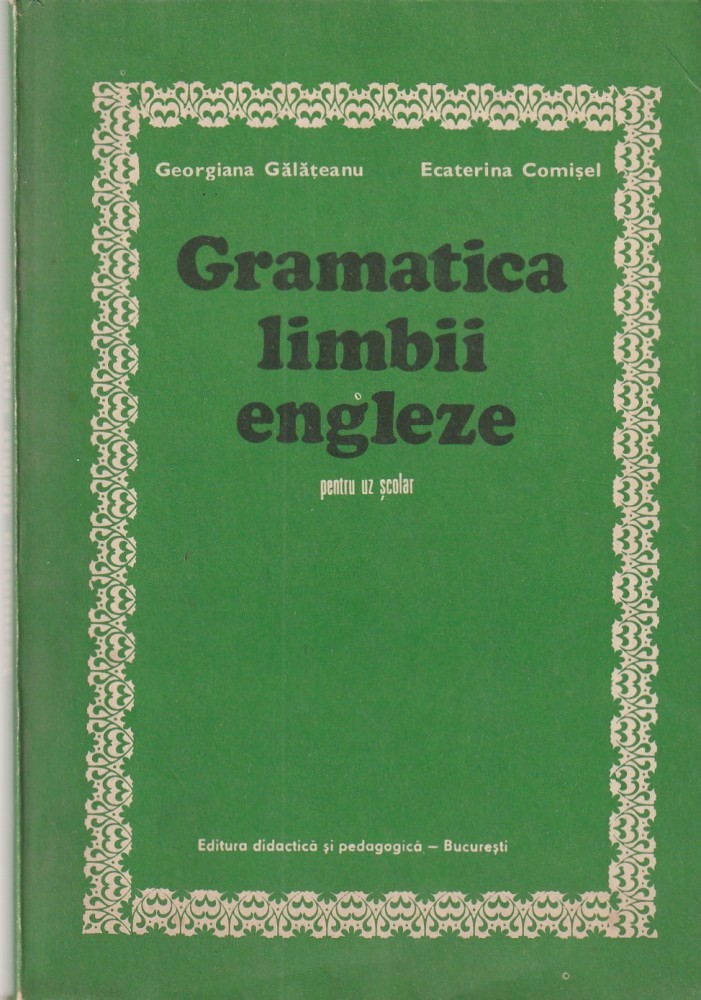 Georgiana Gălățeanu Ecaterina Comișel
Gramatica
limbii
engleze
pentru uz școlar
Editura didactică și pedagogică – București